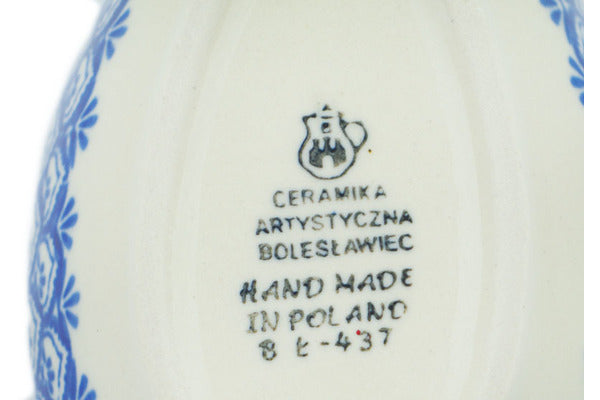 CERAMIKA
ARTYSTYCZNA
BOLESŁAWIEC
HAND MADE
IN POLAND
8 Ł-437